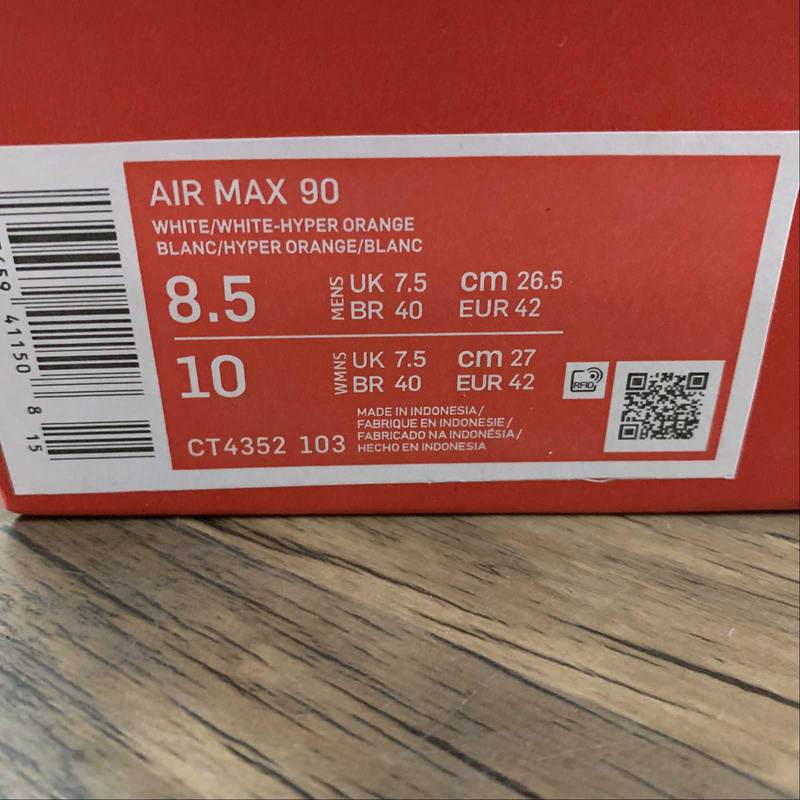 AIR MAX 90
WHITE/WHITE-HYPER ORANGE
BLANC/HYPER ORANGE/BLANC
8.5
MENS
UK 7.5 cm 26.5
BR 40 EUR 42
10
WMNS
UK 7.5 cm 27
BR 40 EUR 42
RFID
CT4352 103
MADE IN INDONESIA/
FABRIQUE EN INDONESIE/
FABRICADO NA INDONÉSIA/
HECHO EN INDONESIA
41150 8 15